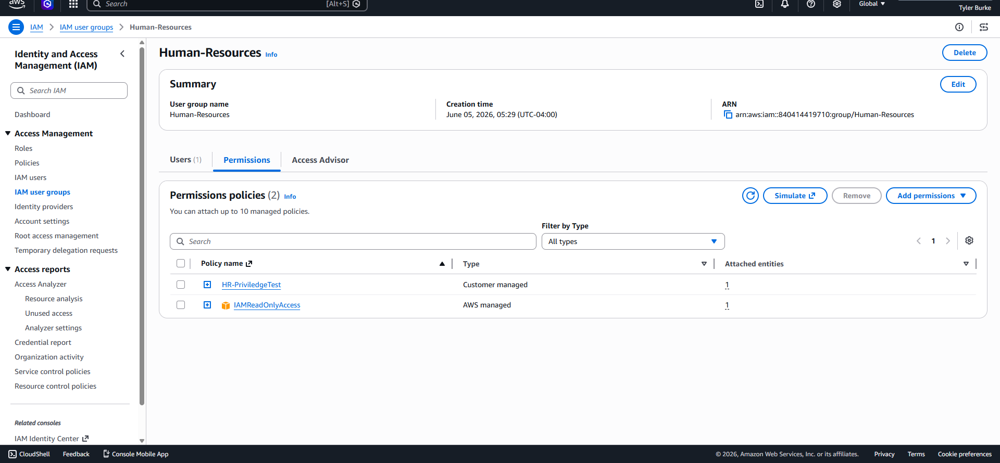 aws
Search
[Alt+S]
Global
Tyler Burke
IAM
IAM user groups
Human-Resources
Identity and Access
Management (IAM)
Search IAM
Dashboard
Access Management
Roles
Policies
IAM users
IAM user groups
Identity providers
Account settings
Root access management
Temporary delegation requests
Access reports
Access Analyzer
Resource analysis
Unused access
Analyzer settings
Credential report
Organization activity
Service control policies
Resource control policies
Related consoles
IAM Identity Center
Human-Resources Info
Delete
Summary
Edit
User group name
Human-Resources
Creation time
June 05, 2026, 05:29 (UTC-04:00)
ARN
arn:aws:iam::840414419710:group/Human-Resources
Users (1)
Permissions
Access Advisor
Permissions policies (2) Info
You can attach up to 10 managed policies.
Simulate
Remove
Add permissions
Filter by Type
Search
All types
1
Policy name
Type
Attached entities
HR-PriviledgeTest
Customer managed
1
IAMReadOnlyAccess
AWS managed
1
CloudShell
Feedback
Console Mobile App
© 2026, Amazon Web Services, Inc. or its affiliates.
Privacy
Terms
Cookie preferences